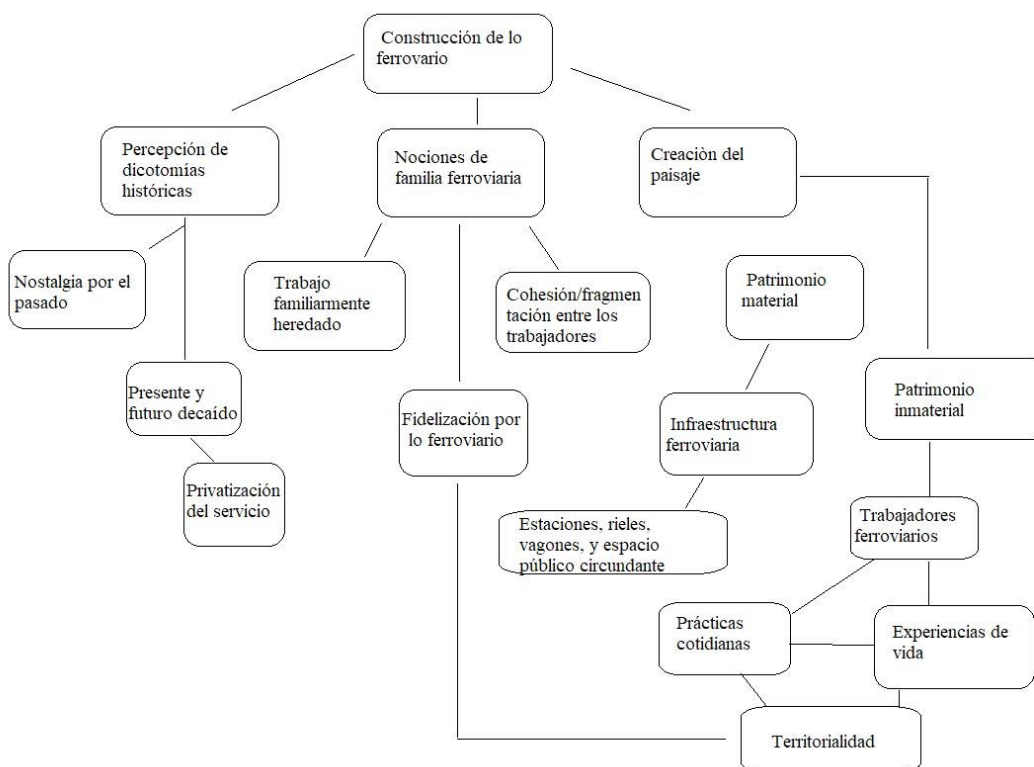 Construcción de lo
ferrovario
Percepción de
dicotomías
históricas
Nociones de
familia ferroviaria
Creaciòn del
paisaje
Nostalgia por el
pasado
Trabajo
familiarmente
heredado
Cohesión/fragmen
tación entre los
trabajadores
Patrimonio
material
Presente y
futuro decaído
Fidelización por
lo ferroviario
Infraestructura
ferroviaria
Patrimonio
inmaterial
Privatización
del servicio
Estaciones, rieles,
vagones, y espacio
público circundante
Trabajadores
ferroviarios
Prácticas
cotidianas
Experiencias de
vida
Territorialidad